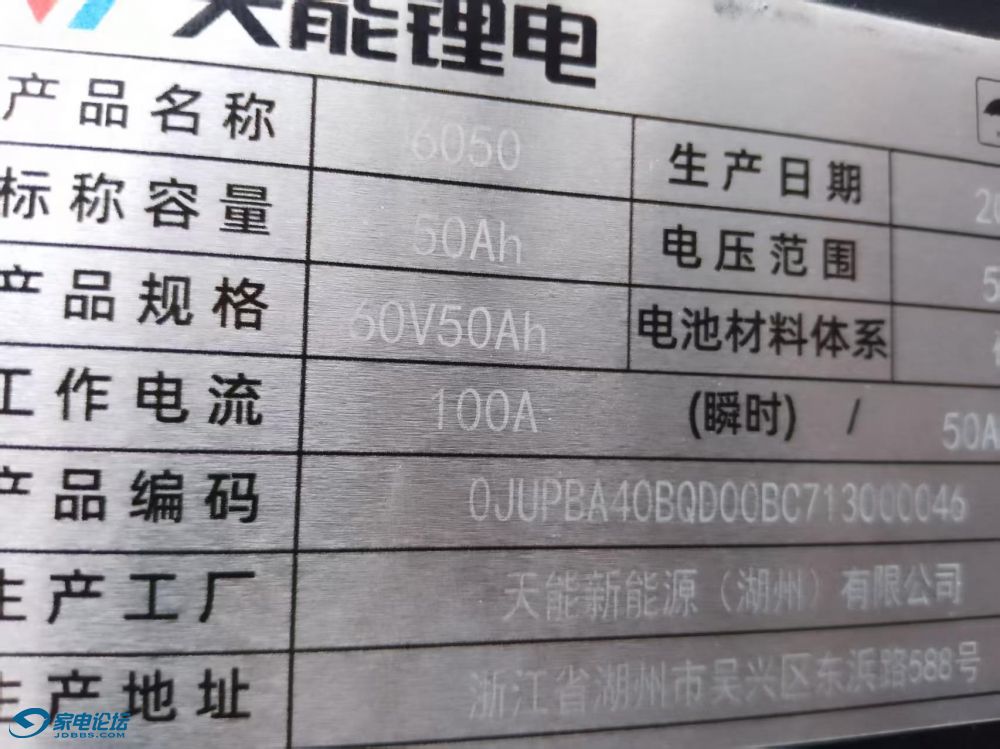 天能锂电
产品名称 6050 生产日期 20
标称容量 50Ah 电压范围 5
产品规格 60V50Ah 电池材料体系
工作电流 100A (瞬时) / 50A
产品编码 0JUPBA40BQD00BC713000046
生产工厂 天能新能源（湖州）有限公司
生产地址 浙江省湖州市吴兴区东浜路588号
家电论坛
JDBBS.COM